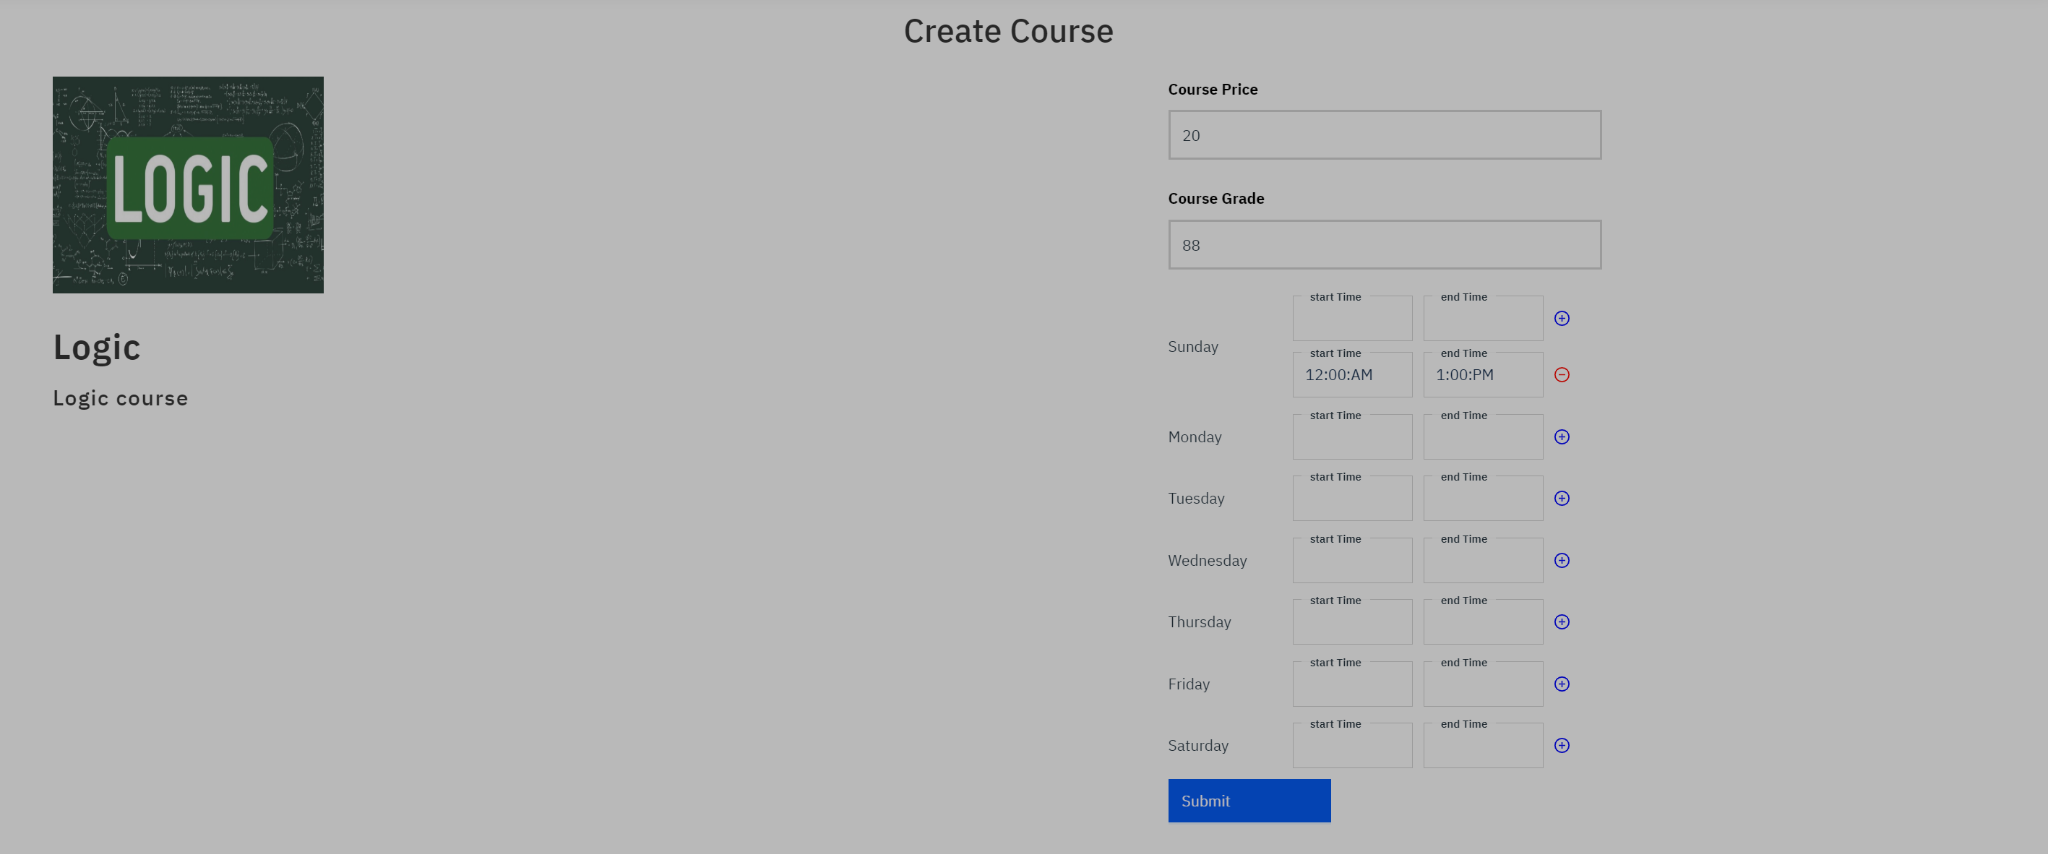 Create Course
LOGIC
Logic
Logic course
Course Price
20
Course Grade
88
Sunday
start Time end Time
start Time end Time
12:00:AM 1:00:PM
start Time end Time
Monday
start Time end Time
Tuesday
start Time end Time
Wednesday
start Time end Time
Thursday
start Time end Time
Friday
start Time end Time
Saturday
Submit